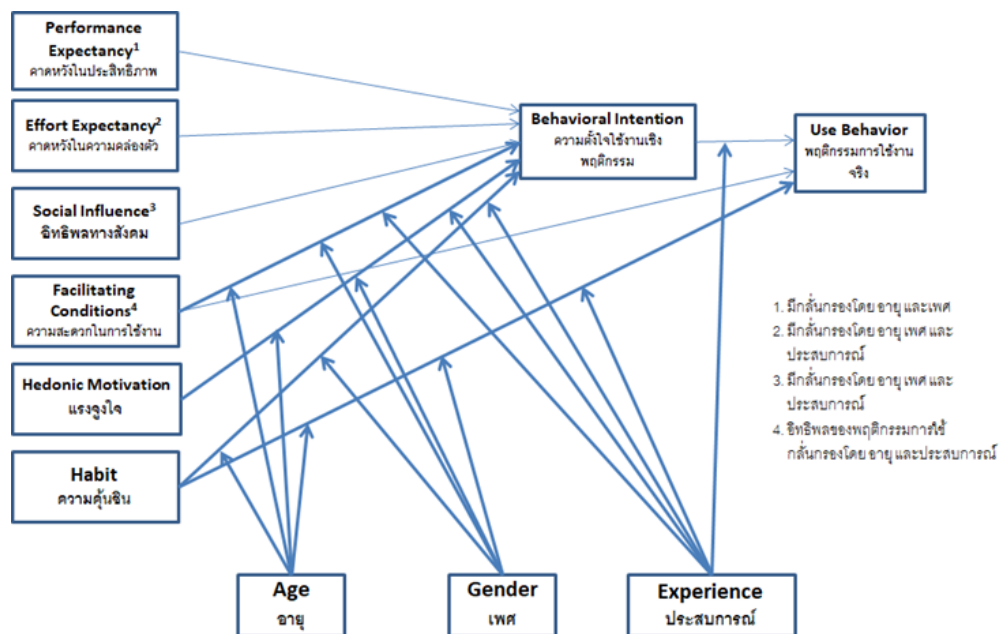 Performance
Expectancy¹
คาดหวังในประสิทธิภาพ
Effort Expectancy²
คาดหวังในความคล่องตัว
Social Influence³
อิทธิพลทางสังคม
Facilitating
Conditions⁴
ความสะดวกในการใช้งาน
Hedonic Motivation
แรงจูงใจ
Habit
ความคุ้นชิน
Behavioral Intention
ความตั้งใจใช้งานเชิง
พฤติกรรม
Use Behavior
พฤติกรรมการใช้งาน
จริง
1. มีกลั่นกรองโดย อายุ และเพศ
2. มีกลั่นกรองโดย อายุ เพศ และ
ประสบการณ์
3. มีกลั่นกรองโดย อายุ เพศ และ
ประสบการณ์
4. อิทธิพลของพฤติกรรมการใช้
กลั่นกรองโดย อายุ และประสบการณ์
Age
อายุ
Gender
เพศ
Experience
ประสบการณ์